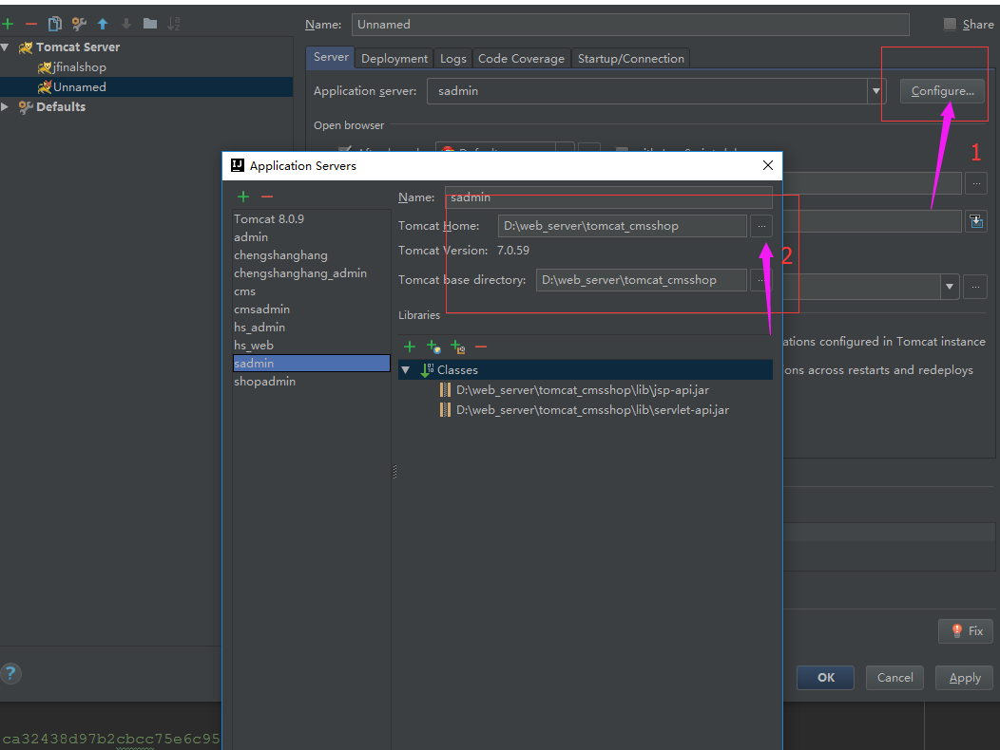 Name: Unnamed Share
Tomcat Server
jfinalshop
Unnamed
Defaults
Server Deployment Logs Code Coverage Startup/Connection
Application server: sadmin Configure...
Open browser
1
Application Servers
Name: sadmin
Tomcat Home: D:\web_server\tomcat_cmsshop ...
2
Tomcat Version: 7.0.59
Tomcat base directory: D:\web_server\tomcat_cmsshop ...
Libraries
Tomcat 8.0.9
admin
chengshanghang
chengshanghang_admin
cms
cmsadmin
hs_admin
hs_web
sadmin
shopadmin
Classes
D:\web_server\tomcat_cmsshop\lib\jsp-api.jar
D:\web_server\tomcat_cmsshop\lib\servlet-api.jar
ations configured in Tomcat instance
ons across restarts and redeploys
Fix
?
OK Cancel Apply
ca32438d97b2cbcc75e6c95